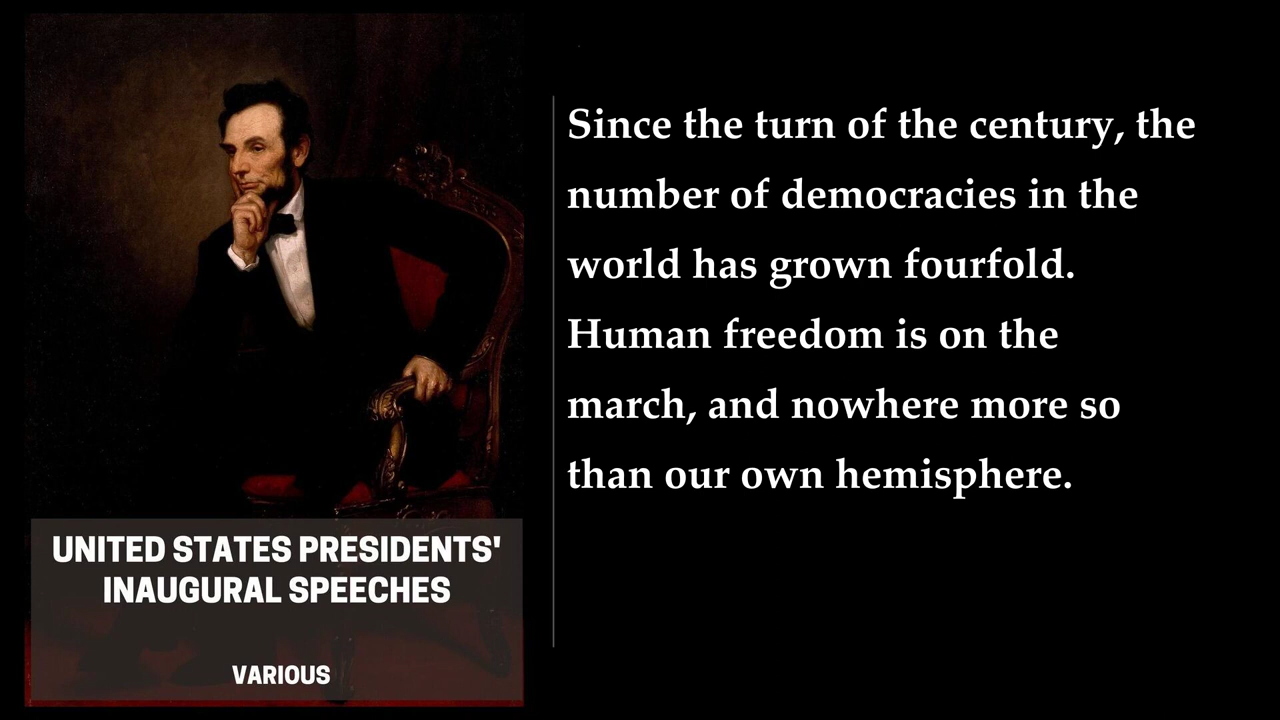 Since the turn of the century, the
number of democracies in the
world has grown fourfold.
Human freedom is on the
march, and nowhere more so
than our own hemisphere.
UNITED STATES PRESIDENTS'
INAUGURAL SPEECHES
VARIOUS